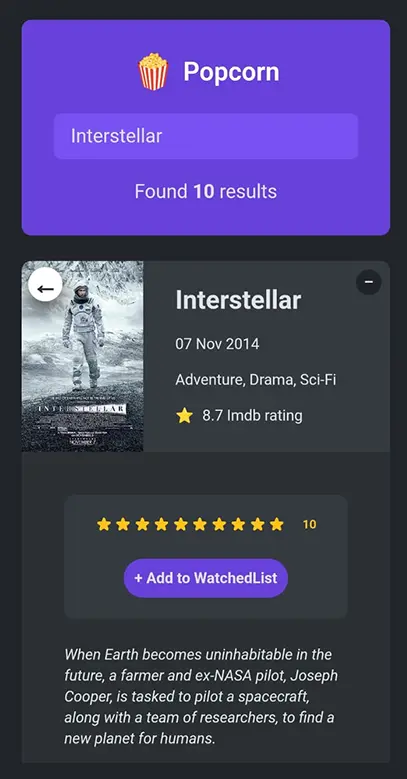 Popcorn
Interstellar
Found 10 results
←
–
Interstellar
07 Nov 2014
Adventure, Drama, Sci-Fi
8.7 Imdb rating
INTERSTELLAR
10
+ Add to WatchedList
When Earth becomes uninhabitable in the
future, a farmer and ex-NASA pilot, Joseph
Cooper, is tasked to pilot a spacecraft,
along with a team of researchers, to find a
new planet for humans.